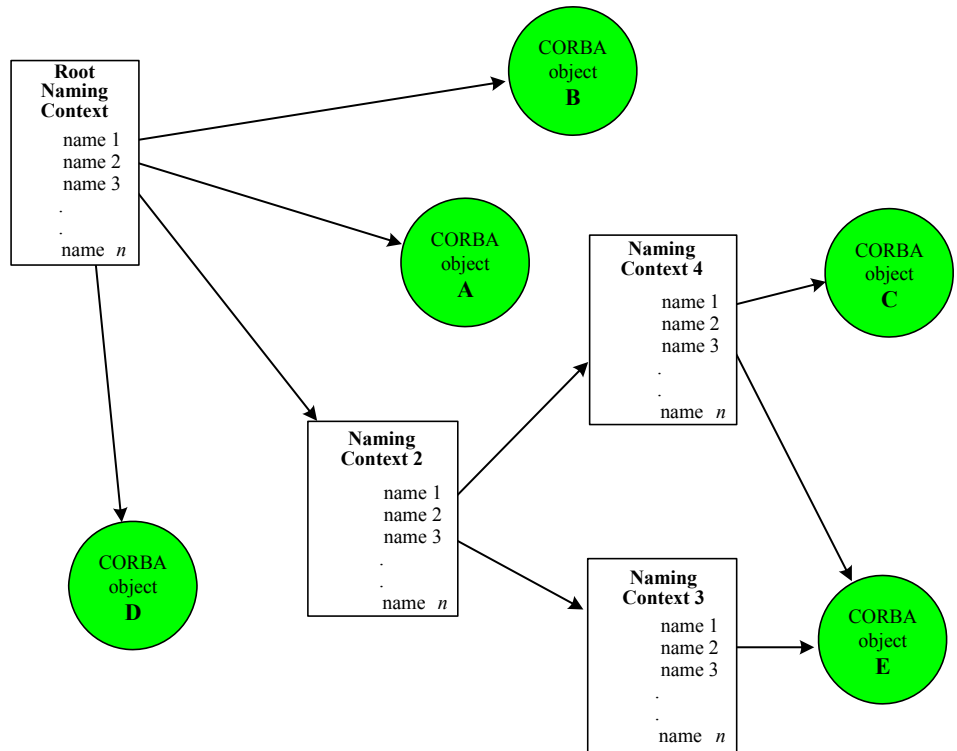 Root
Naming
Context
name 1
name 2
name 3
.
.
name n
CORBA
object
B
CORBA
object
A
Naming
Context 4
name 1
name 2
name 3
.
.
name n
CORBA
object
C
Naming
Context 2
name 1
name 2
name 3
.
.
name n
CORBA
object
D
Naming
Context 3
name 1
name 2
name 3
.
.
name n
CORBA
object
E